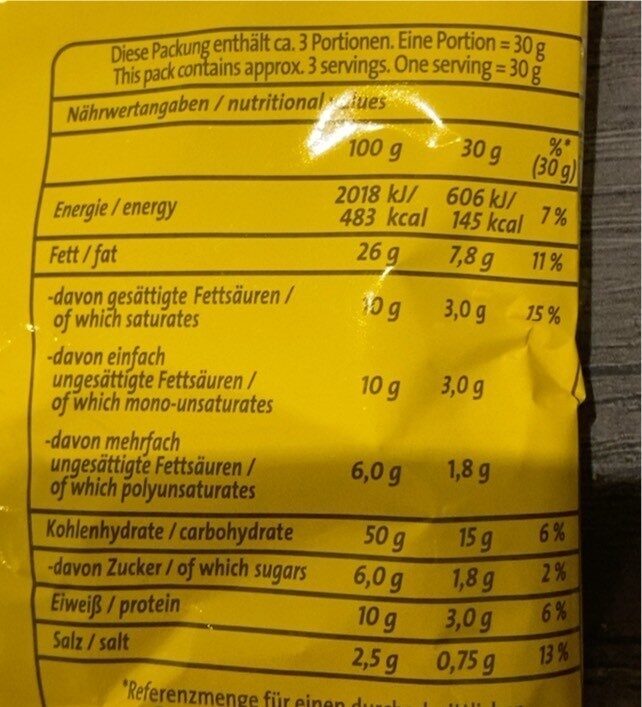 Diese Packung enthält ca. 3 Portionen. Eine Portion = 30 g
This pack contains approx. 3 servings. One serving = 30 g
Nährwertangaben / nutritional
100 g 30 g %* (30 g)
Energie / energy 2018 kJ/ 483 kcal 606 kJ/ 145 kcal 7 %
Fett / fat 26 g 7,8 g 11 %
-davon gesättigte Fettsäuren /
of which saturates 10 g 3,0 g 15 %
-davon einfach
ungesättigte Fettsäuren / 10 g 3,0 g
of which mono-unsaturates
-davon mehrfach
ungesättigte Fettsäuren / 6,0 g 1,8 g
of which polyunsaturates
Kohlenhydrate / carbohydrate 50 g 15 g 6 %
-davon Zucker / of which sugars 6,0 g 1,8 g 2 %
Eiweiß / protein 10 g 3,0 g 6 %
Salz / salt 2,5 g 0,75 g 13 %
*Referenzmenge für einen